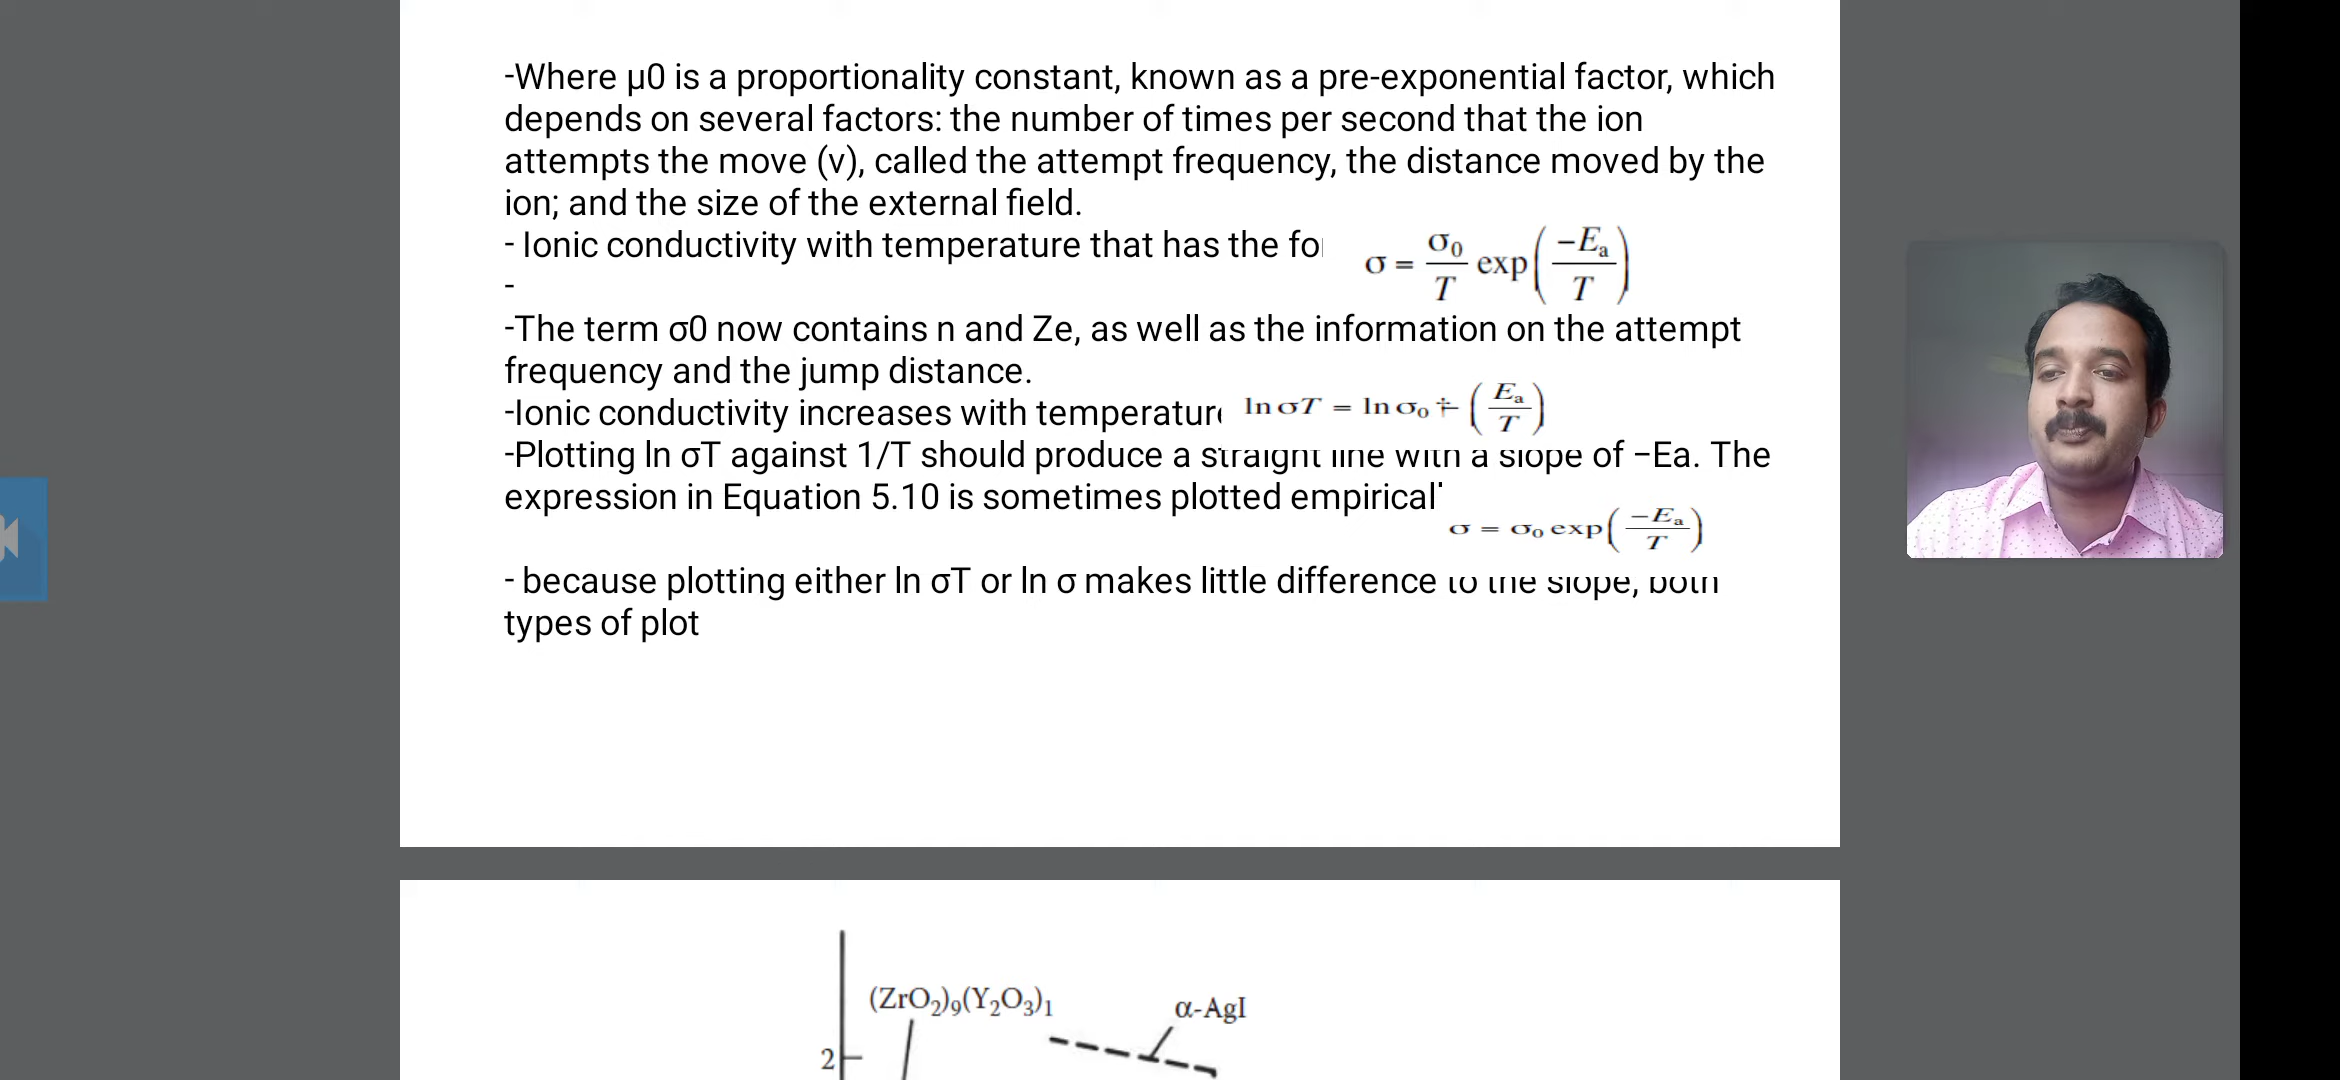 -Where µ0 is a proportionality constant, known as a pre-exponential factor, which
depends on several factors: the number of times per second that the ion
attempts the move (v), called the attempt frequency, the distance moved by the
ion; and the size of the external field.
- Ionic conductivity with temperature that has the
σ = σ₀/T exp(−Eₐ/T)
-
-The term σ0 now contains n and Ze, as well as the information on the attempt
frequency and the jump distance.
-Ionic conductivity increases with temperature
ln σT = ln σ₀ + (Eₐ/T)
-Plotting ln σT against 1/T should produce a straight line with a slope of −Ea. The
expression in Equation 5.10 is sometimes plotted empirical
σ = σ₀ exp(−Eₐ/T)
- because plotting either ln σT or ln σ makes little difference to the slope, both
types of plot
(ZrO₂)₉(Y₂O₃)₁
α-AgI
2